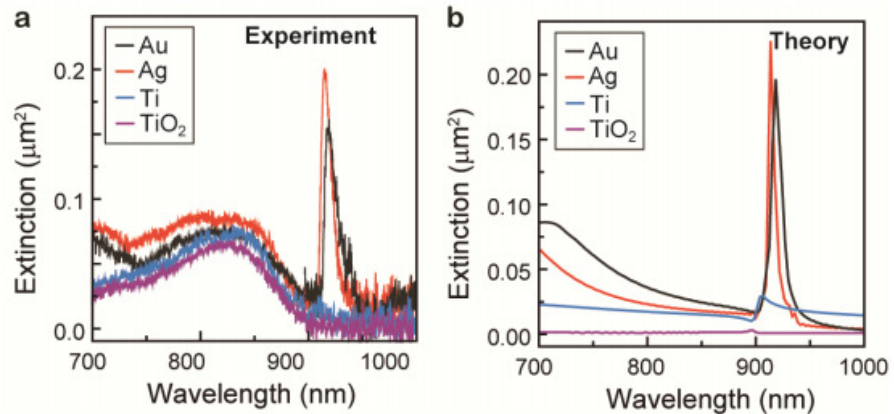 a
Experiment
Au
Ag
Ti
TiO₂
0.2
0.1
0.0
Extinction (μm²)
700
800
900
1000
Wavelength (nm)
b
Theory
Au
Ag
Ti
TiO₂
0.20
0.15
0.10
0.05
0.00
Extinction (μm²)
700
800
900
1000
Wavelength (nm)